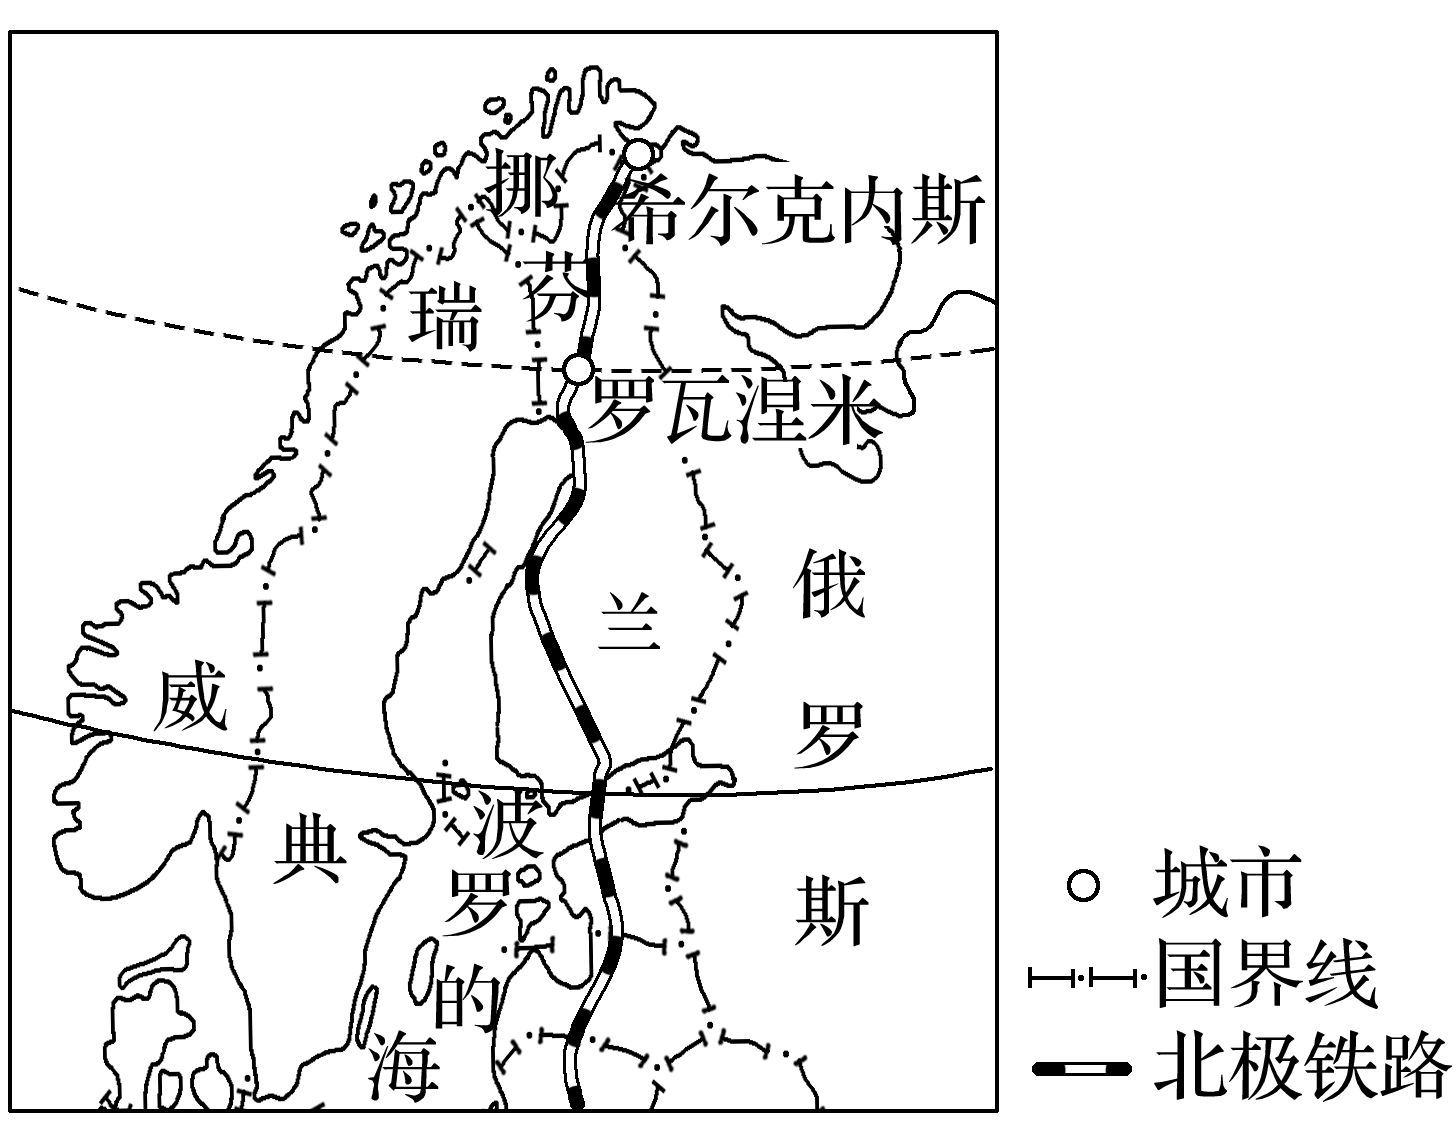 挪
希尔克内斯
芬
瑞
罗瓦涅米
俄
兰
威
罗
典
波
罗
斯
的
海
城市
国界线
北极铁路